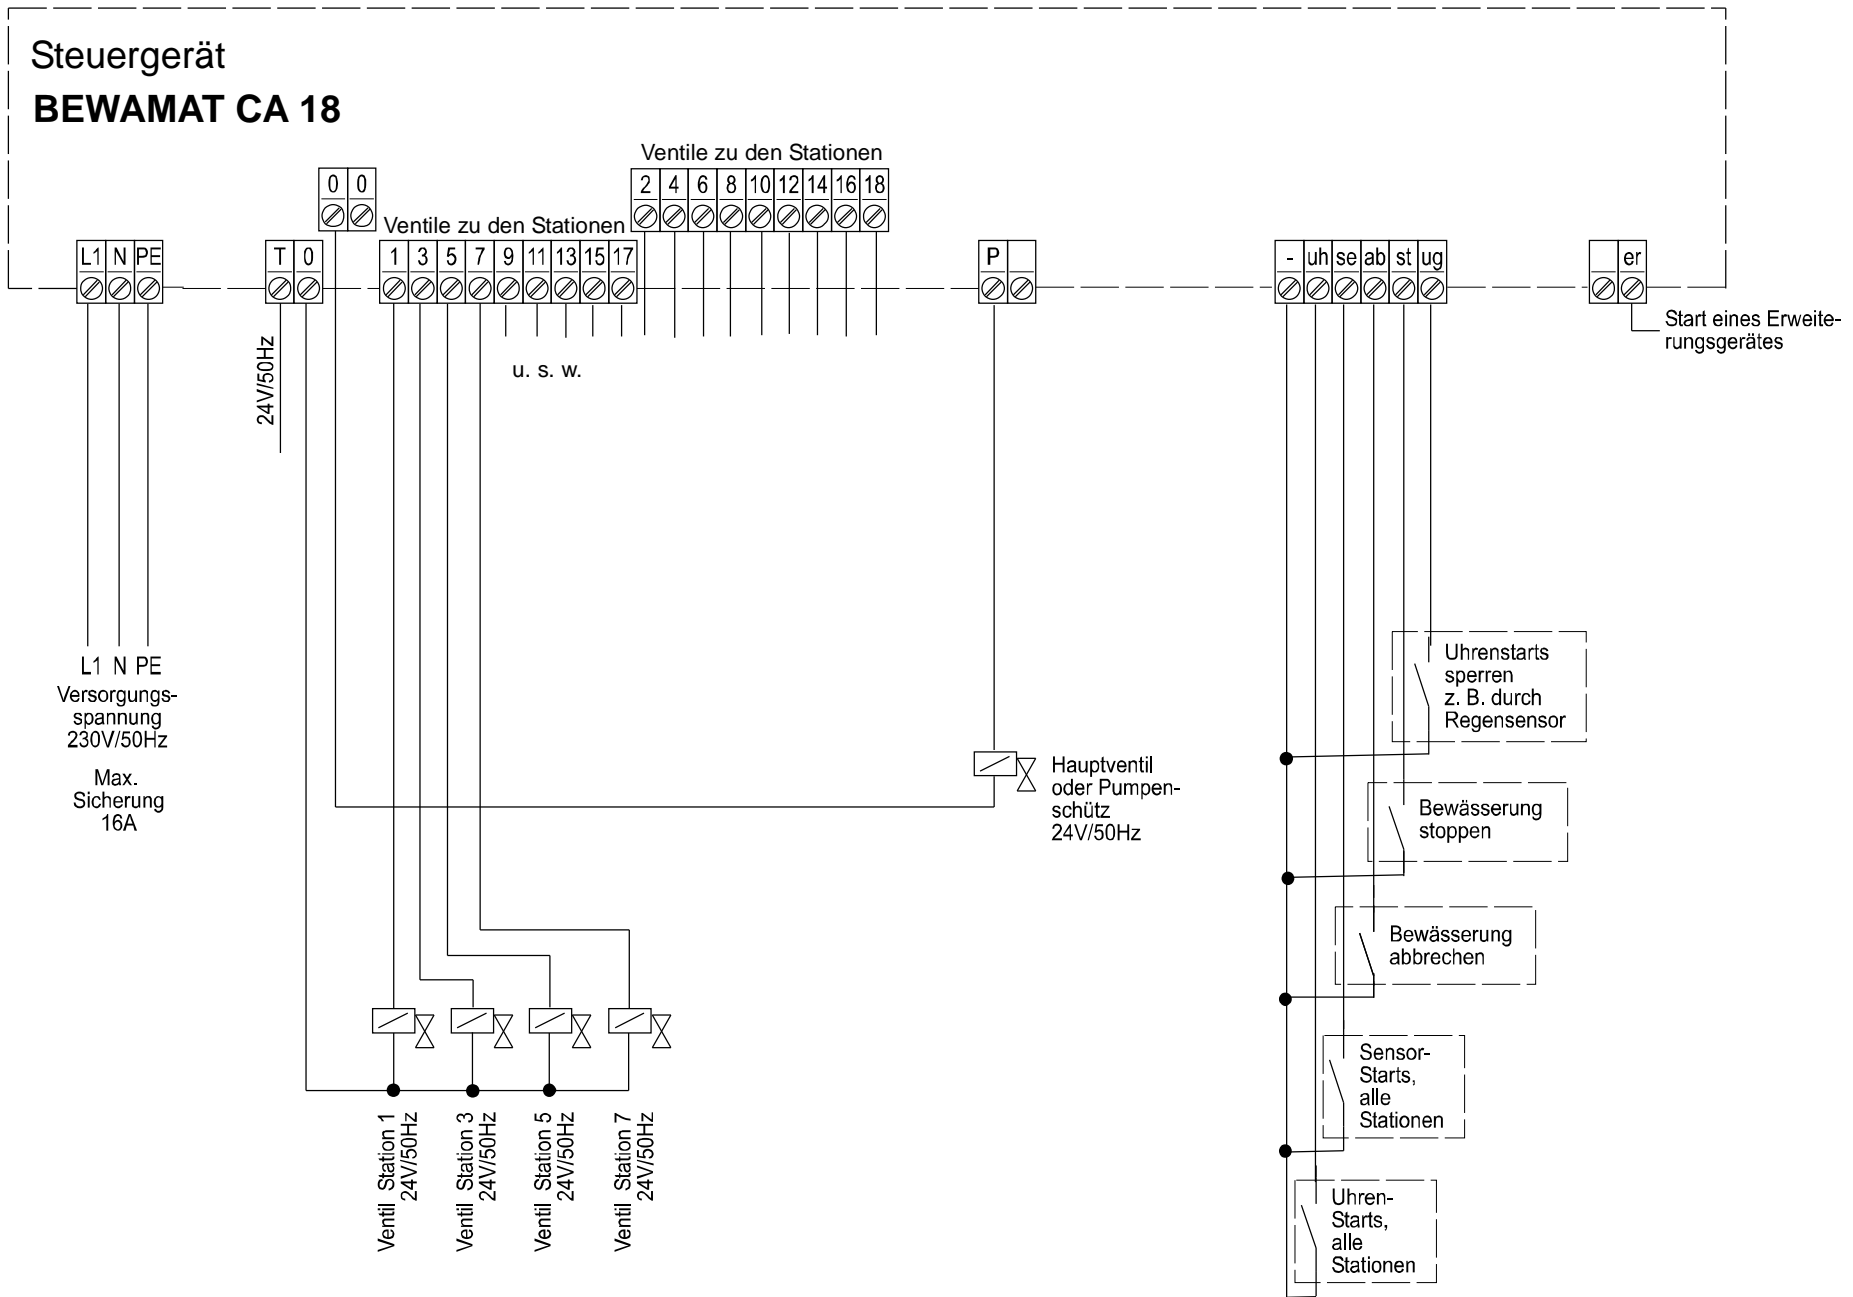 Steuergerät
BEWAMAT CA 18
Ventile zu den Stationen
0 0
2 4 6 8 10 12 14 16 18
Ventile zu den Stationen
L1 N PE
T 0
1 3 5 7 9 11 13 15 17
P
- uh se ab st ug
er
Start eines Erweite-
rungsgerätes
24V/50Hz
u. s. w.
L1 N PE
Versorgungs-
spannung
230V/50Hz
Max.
Sicherung
16A
Hauptventil
oder Pumpen-
schütz
24V/50Hz
Uhrenstarts
sperren
z. B. durch
Regensensor
Bewässerung
stoppen
Bewässerung
abbrechen
Sensor-
Starts,
alle
Stationen
Uhren-
Starts,
alle
Stationen
Ventil Station 1
24V/50Hz
Ventil Station 3
24V/50Hz
Ventil Station 5
24V/50Hz
Ventil Station 7
24V/50Hz